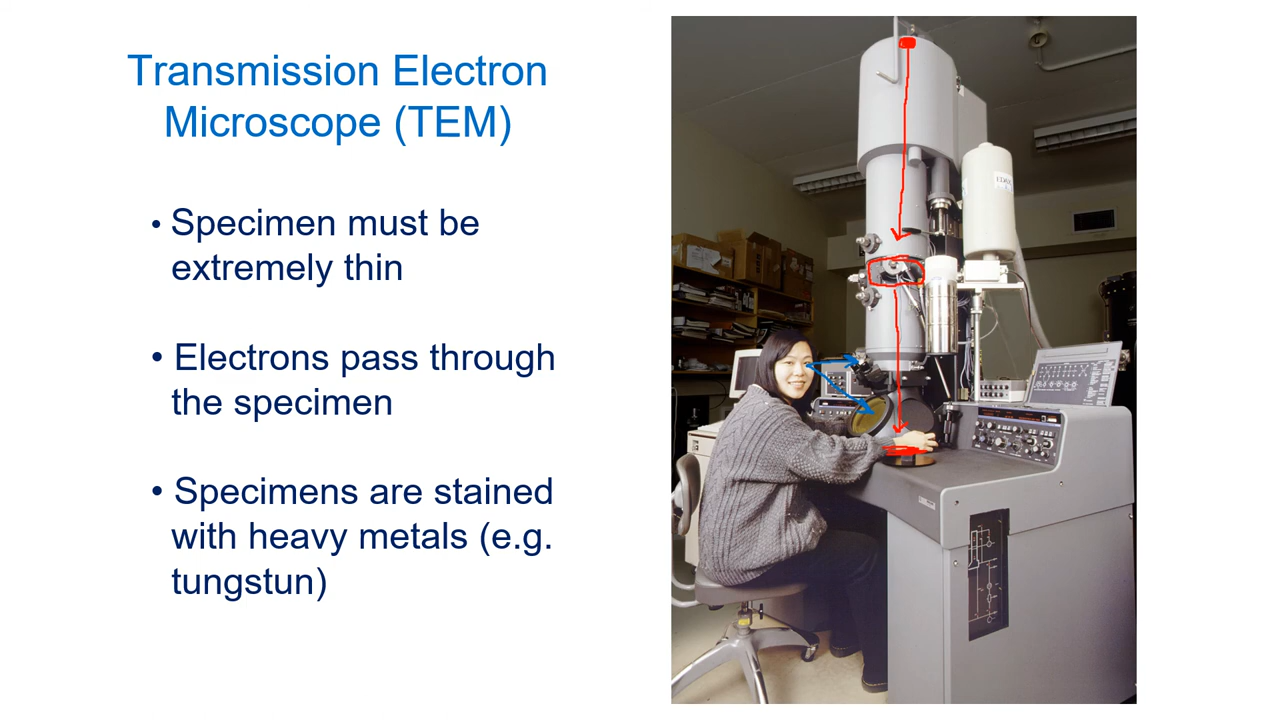 Transmission Electron
Microscope (TEM)
• Specimen must be
extremely thin
• Electrons pass through
the specimen
• Specimens are stained
with heavy metals (e.g.
tungstun)